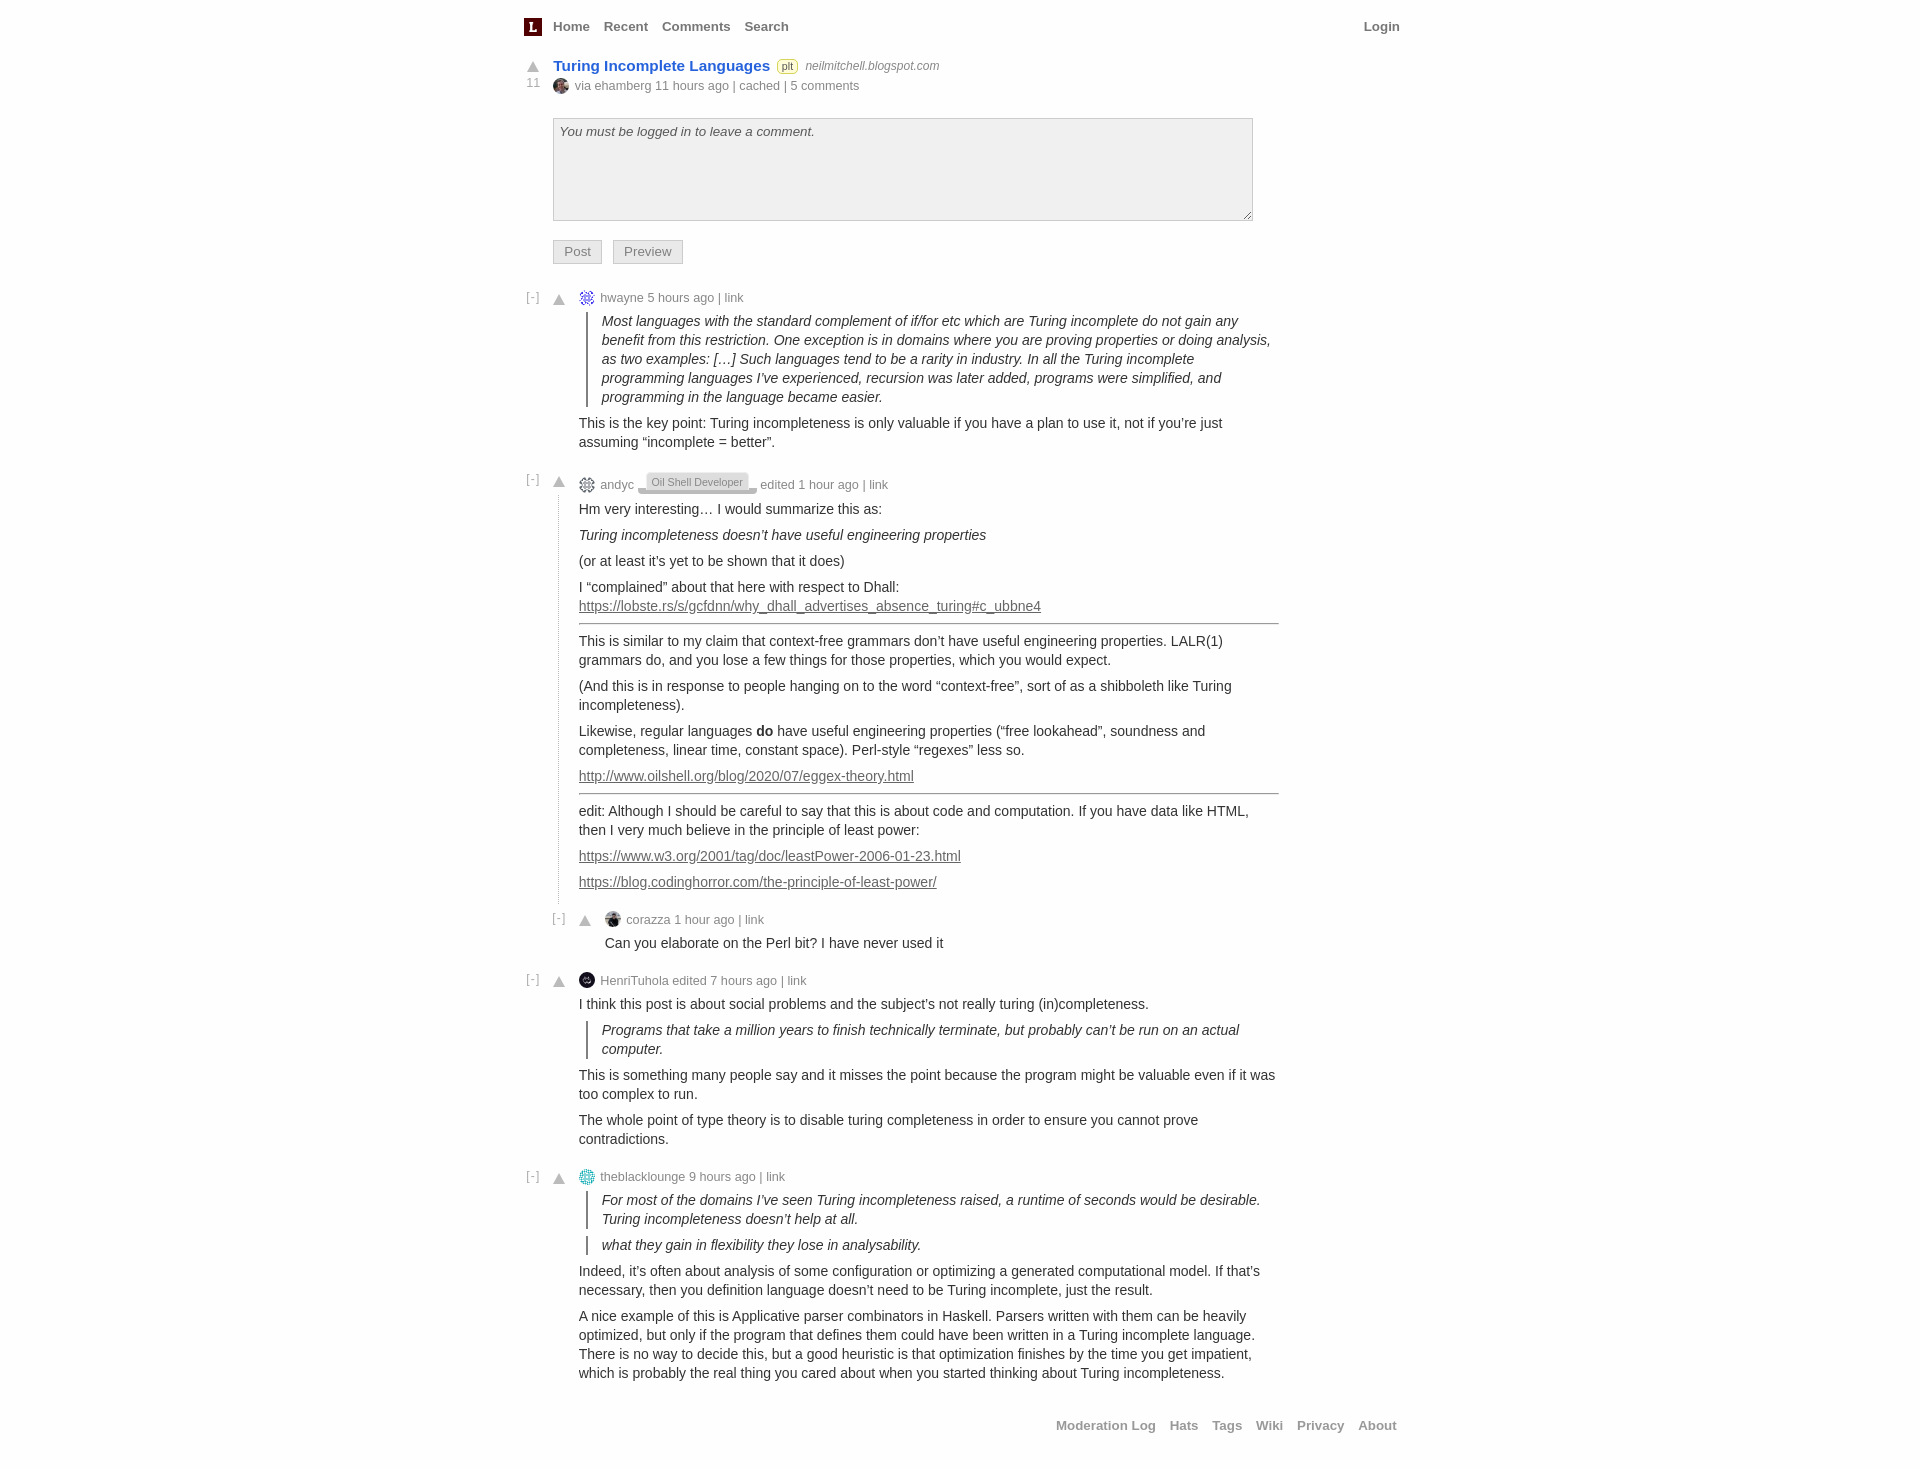 L Home Recent Comments Search Login
Turing Incomplete Languages plt neilmitchell.blogspot.com
11 via ehamberg 11 hours ago | cached | 5 comments
You must be logged in to leave a comment.
Post Preview
[-] hwayne 5 hours ago | link
Most languages with the standard complement of if/for etc which are Turing incomplete do not gain any
benefit from this restriction. One exception is in domains where you are proving properties or doing analysis,
as two examples: […] Such languages tend to be a rarity in industry. In all the Turing incomplete
programming languages I’ve experienced, recursion was later added, programs were simplified, and
programming in the language became easier.
This is the key point: Turing incompleteness is only valuable if you have a plan to use it, not if you’re just
assuming “incomplete = better”.
[-] andyc Oil Shell Developer edited 1 hour ago | link
Hm very interesting… I would summarize this as:
Turing incompleteness doesn’t have useful engineering properties
(or at least it’s yet to be shown that it does)
I “complained” about that here with respect to Dhall:
https://lobste.rs/s/gcfdnn/why_dhall_advertises_absence_turing#c_ubbne4
This is similar to my claim that context-free grammars don’t have useful engineering properties. LALR(1)
grammars do, and you lose a few things for those properties, which you would expect.
(And this is in response to people hanging on to the word “context-free”, sort of as a shibboleth like Turing
incompleteness).
Likewise, regular languages do have useful engineering properties (“free lookahead”, soundness and
completeness, linear time, constant space). Perl-style “regexes” less so.
http://www.oilshell.org/blog/2020/07/eggex-theory.html
edit: Although I should be careful to say that this is about code and computation. If you have data like HTML,
then I very much believe in the principle of least power:
https://www.w3.org/2001/tag/doc/leastPower-2006-01-23.html
https://blog.codinghorror.com/the-principle-of-least-power/
[-] corazza 1 hour ago | link
Can you elaborate on the Perl bit? I have never used it
[-] HenriTuhola edited 7 hours ago | link
I think this post is about social problems and the subject’s not really turing (in)completeness.
Programs that take a million years to finish technically terminate, but probably can’t be run on an actual
computer.
This is something many people say and it misses the point because the program might be valuable even if it was
too complex to run.
The whole point of type theory is to disable turing completeness in order to ensure you cannot prove
contradictions.
[-] theblacklounge 9 hours ago | link
For most of the domains I’ve seen Turing incompleteness raised, a runtime of seconds would be desirable.
Turing incompleteness doesn’t help at all.
what they gain in flexibility they lose in analysability.
Indeed, it’s often about analysis of some configuration or optimizing a generated computational model. If that’s
necessary, then you definition language doesn’t need to be Turing incomplete, just the result.
A nice example of this is Applicative parser combinators in Haskell. Parsers written with them can be heavily
optimized, but only if the program that defines them could have been written in a Turing incomplete language.
There is no way to decide this, but a good heuristic is that optimization finishes by the time you get impatient,
which is probably the real thing you cared about when you started thinking about Turing incompleteness.
Moderation Log Hats Tags Wiki Privacy About